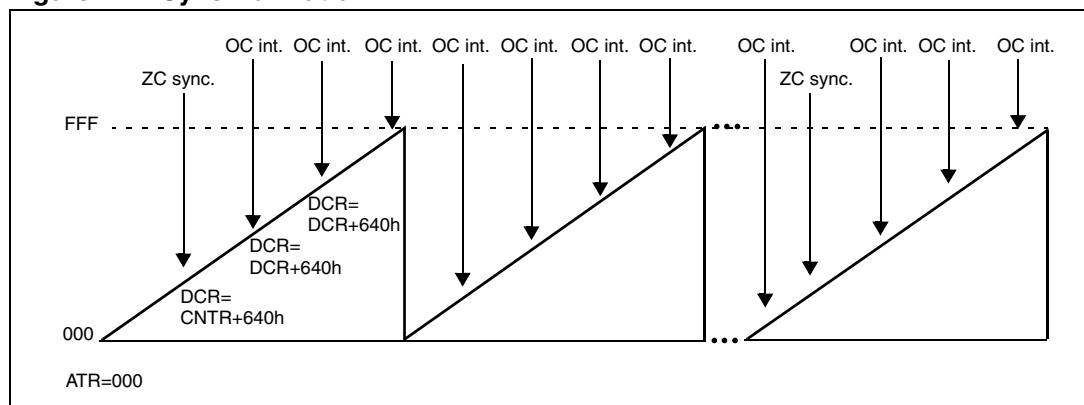 OC int. OC int. OC int. OC int. OC int. OC int. OC int. OC int. OC int. OC int. OC int.
ZC sync. ZC sync.
FFF
DCR=
DCR+640h
DCR=
DCR+640h
DCR=
CNTR+640h
000
ATR=000